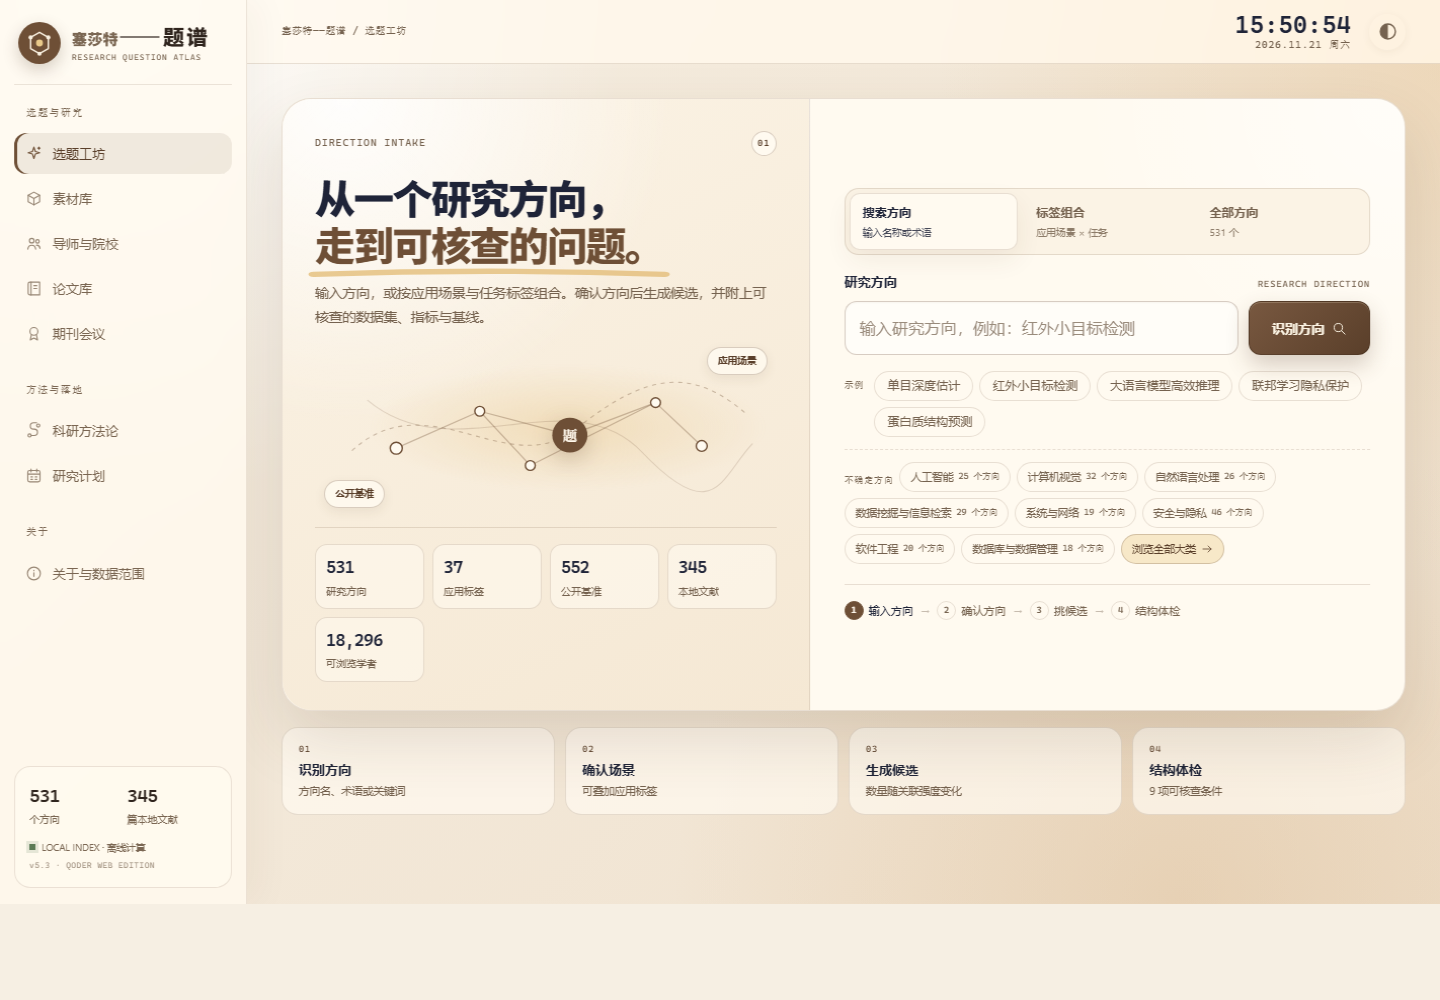 塞莎特——题谱
RESEARCH QUESTION ATLAS
选题与研究
选题工坊
素材库
导师与院校
论文库
期刊会议
方法与落地
科研方法论
研究计划
关于
关于与数据范围
531
个方向
345
篇本地文献
LOCAL INDEX · 离线计算
v5.3 · QODER WEB EDITION
塞莎特——题谱 / 选题工坊
15:50:54
2026.11.21 周六
DIRECTION INTAKE
01
从一个研究方向，
走到可核查的问题。
输入方向，或按应用场景与任务标签组合。确认方向后生成候选，并附上可
核查的数据集、指标与基线。
应用场景
题
公开基准
531
研究方向
37
应用标签
552
公开基准
345
本地文献
18,296
可浏览学者
搜索方向
输入名称或术语
标签组合
应用场景 × 任务
全部方向
531 个
研究方向
RESEARCH DIRECTION
输入研究方向，例如：红外小目标检测
识别方向
示例
单目深度估计
红外小目标检测
大语言模型高效推理
联邦学习隐私保护
蛋白质结构预测
不确定方向
人工智能 25 个方向
计算机视觉 32 个方向
自然语言处理 26 个方向
数据挖掘与信息检索 29 个方向
系统与网络 19 个方向
安全与隐私 46 个方向
软件工程 20 个方向
数据库与数据管理 18 个方向
浏览全部大类 →
1 输入方向 → 2 确认方向 → 3 挑候选 → 4 结构体检
01
识别方向
方向名、术语或关键词
02
确认场景
可叠加应用标签
03
生成候选
数量随关联强度变化
04
结构体检
9 项可核查条件